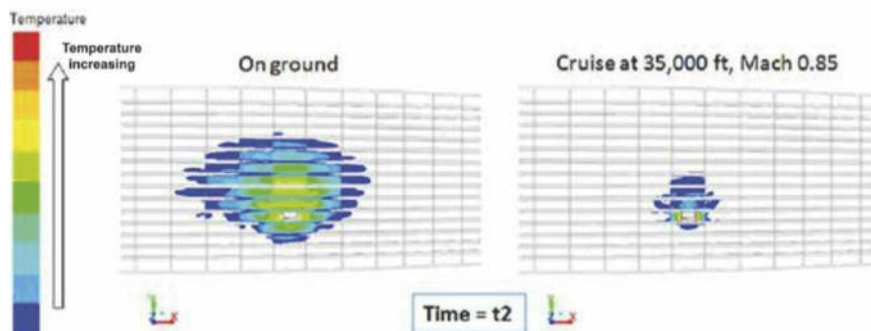 Temperature
Temperature
increasing
On ground
Cruise at 35,000 ft, Mach 0.85
Time = t2